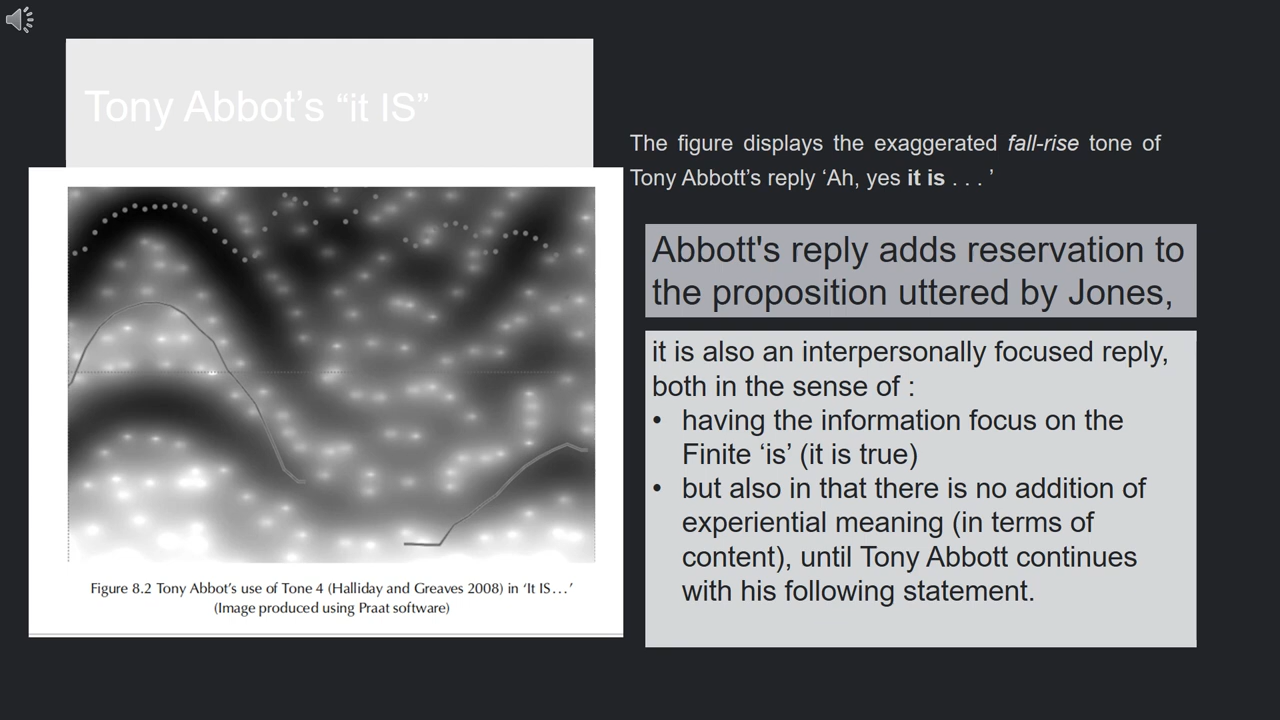 Tony Abbot’s “it IS”
The figure displays the exaggerated fall-rise tone of
Tony Abbott’s reply ‘Ah, yes it is . . . ’
Abbott's reply adds reservation to
the proposition uttered by Jones,
it is also an interpersonally focused reply,
both in the sense of :
• having the information focus on the
Finite ‘is’ (it is true)
• but also in that there is no addition of
experiential meaning (in terms of
content), until Tony Abbott continues
with his following statement.
Figure 8.2 Tony Abbot’s use of Tone 4 (Halliday and Greaves 2008) in ‘It IS…’
(Image produced using Praat software)